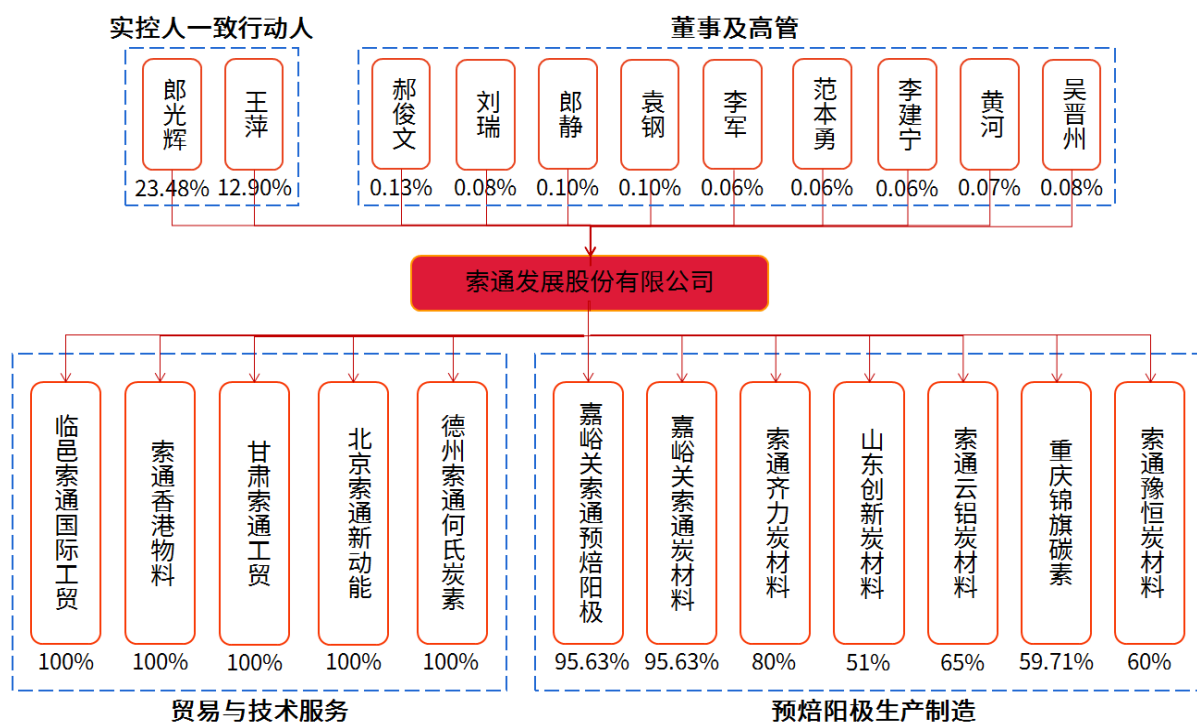 实控人一致行动人
董事及高管
郎光辉
王萍
郝俊文
刘瑞
郎静
袁钢
李军
范本勇
李建宁
黄河
吴晋州
23.48%
12.90%
0.13%
0.08%
0.10%
0.10%
0.06%
0.06%
0.06%
0.07%
0.08%
索通发展股份有限公司
临邑索通国际工贸
索通香港物料
甘肃索通工贸
北京索通新动能
德州索通何氏炭素
嘉峪关索通预焙阳极
嘉峪关索通炭材料
索通齐力炭材料
山东创新炭材料
索通云铝炭材料
重庆锦旗碳素
索通豫恒炭材料
100%
100%
100%
100%
100%
95.63%
95.63%
80%
51%
65%
59.71%
60%
贸易与技术服务
预焙阳极生产制造